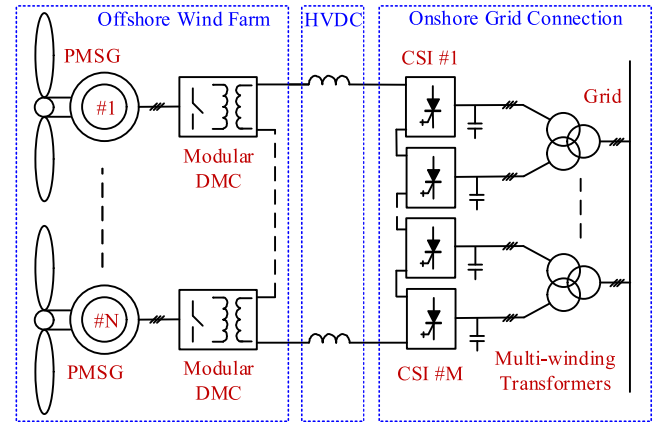 Offshore Wind Farm
HVDC
Onshore Grid Connection
PMSG
#1
Modular
DMC
CSI #1
Grid
#N
PMSG
Modular
DMC
CSI #M
Multi-winding
Transformers